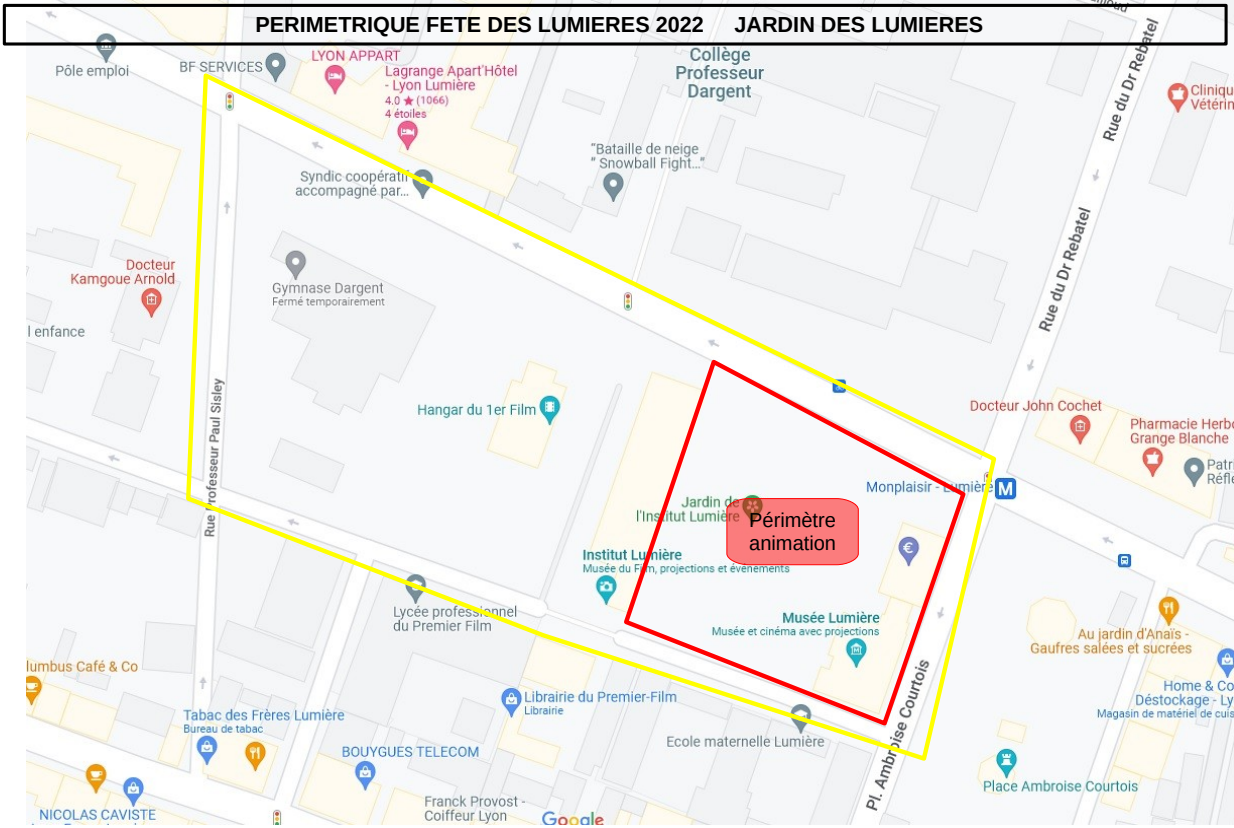 PERIMETRIQUE FETE DES LUMIERES 2022 JARDIN DES LUMIERES
Pôle emploi
BF SERVICES
LYON APPART
Lagrange Apart'Hôtel
- Lyon Lumière
4.0 ★ (1066)
4 étoiles
Collège
Professeur
Dargent
Rue du Dr Rebatel
Cliniqu
Vétérin
"Bataille de neige
" Snowball Fight..."
Syndic coopératif
accompagné par...
Rue du Dr Rebatel
Docteur
Kamgoue Arnold
Gymnase Dargent
Fermé temporairement
l enfance
Rue Professeur Paul Sisley
Hangar du 1er Film
Docteur John Cochet
Pharmacie Herbo
Grange Blanche
Patri
Réfle
Monplaisir - Lumière
M
Jardin de
l'Institut Lumière
Périmètre
animation
€
Institut Lumière
Musée du Film, projections et événements
Lycée professionnel
du Premier Film
Musée Lumière
Musée et cinéma avec projections
Au jardin d'Anaïs -
Gaufres salées et sucrées
lumbus Café & Co
Librairie du Premier-Film
Librairie
Home & Co
Déstockage - Ly
Magasin de matériel de cuis
Tabac des Frères Lumière
Bureau de tabac
Ecole maternelle Lumière
Pl. Ambroise Courtois
BOUYGUES TELECOM
Place Ambroise Courtois
Franck Provost -
Coiffeur Lyon
NICOLAS CAVISTE
Google